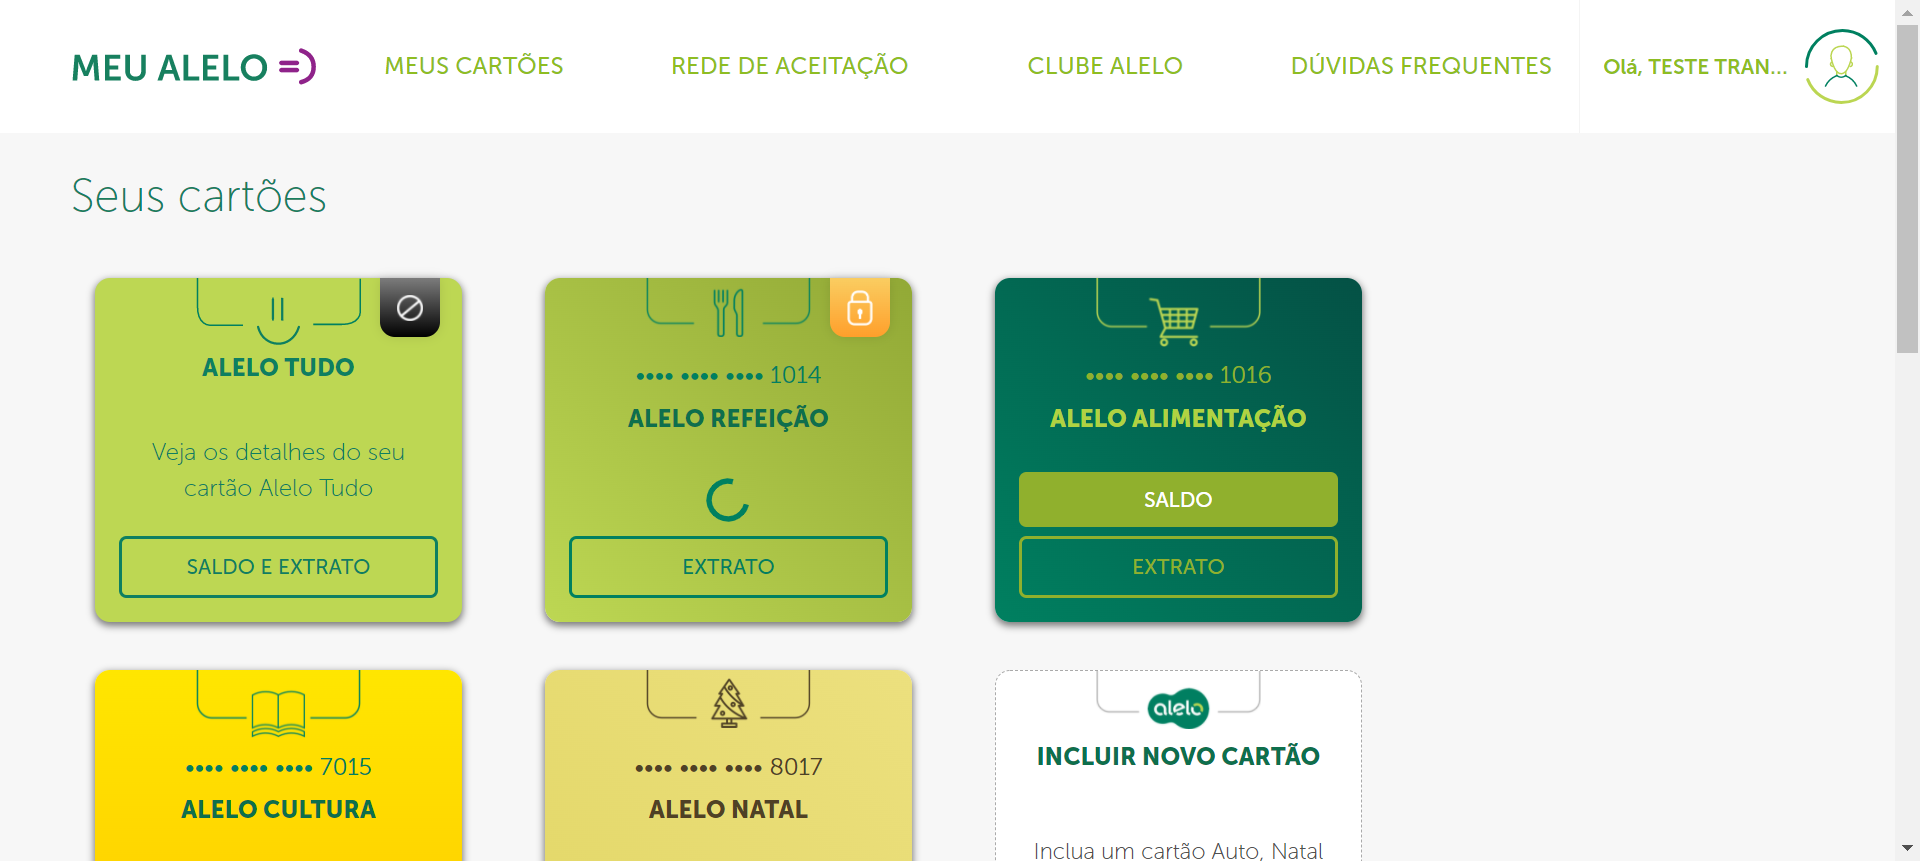 MEU ALELO
MEUS CARTÕES
REDE DE ACEITAÇÃO
CLUBE ALELO
DÚVIDAS FREQUENTES
Olá, TESTE TRAN...
Seus cartões
ALELO TUDO
Veja os detalhes do seu
cartão Alelo Tudo
SALDO E EXTRATO
•••• •••• •••• 1014
ALELO REFEIÇÃO
EXTRATO
•••• •••• •••• 1016
ALELO ALIMENTAÇÃO
SALDO
EXTRATO
•••• •••• •••• 7015
ALELO CULTURA
•••• •••• •••• 8017
ALELO NATAL
alelo
INCLUIR NOVO CARTÃO
Inclua um cartão Auto, Natal